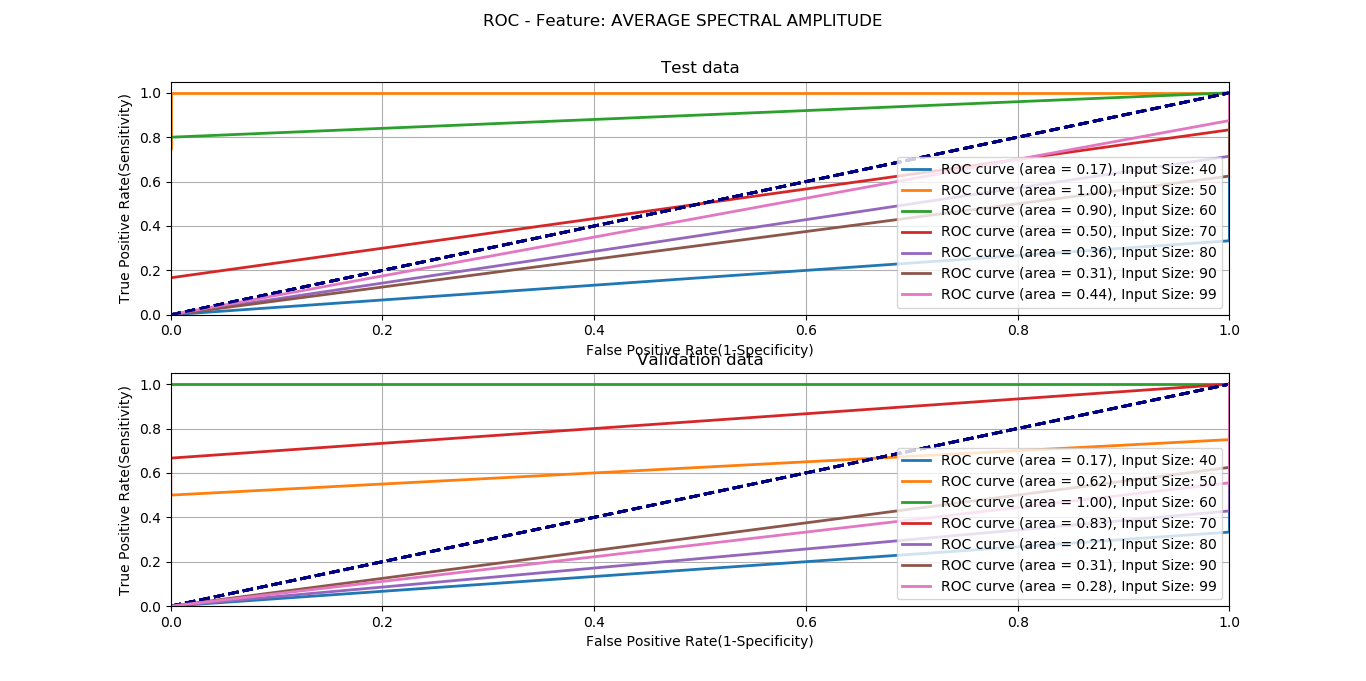 ROC - Feature: AVERAGE SPECTRAL AMPLITUDE
Test data
True Positive Rate(Sensitivity)
1.0
0.8
0.6
0.4
0.2
0.0
ROC curve (area = 0.17), Input Size: 40
ROC curve (area = 1.00), Input Size: 50
ROC curve (area = 0.90), Input Size: 60
ROC curve (area = 0.50), Input Size: 70
ROC curve (area = 0.36), Input Size: 80
ROC curve (area = 0.31), Input Size: 90
ROC curve (area = 0.44), Input Size: 99
0.0 0.2 0.4 0.6 0.8 1.0
False Positive Rate(1-Specificity)
Validation data
True Positive Rate(Sensitivity)
1.0
0.8
0.6
0.4
0.2
0.0
ROC curve (area = 0.17), Input Size: 40
ROC curve (area = 0.62), Input Size: 50
ROC curve (area = 1.00), Input Size: 60
ROC curve (area = 0.83), Input Size: 70
ROC curve (area = 0.21), Input Size: 80
ROC curve (area = 0.31), Input Size: 90
ROC curve (area = 0.28), Input Size: 99
0.0 0.2 0.4 0.6 0.8 1.0
False Positive Rate(1-Specificity)